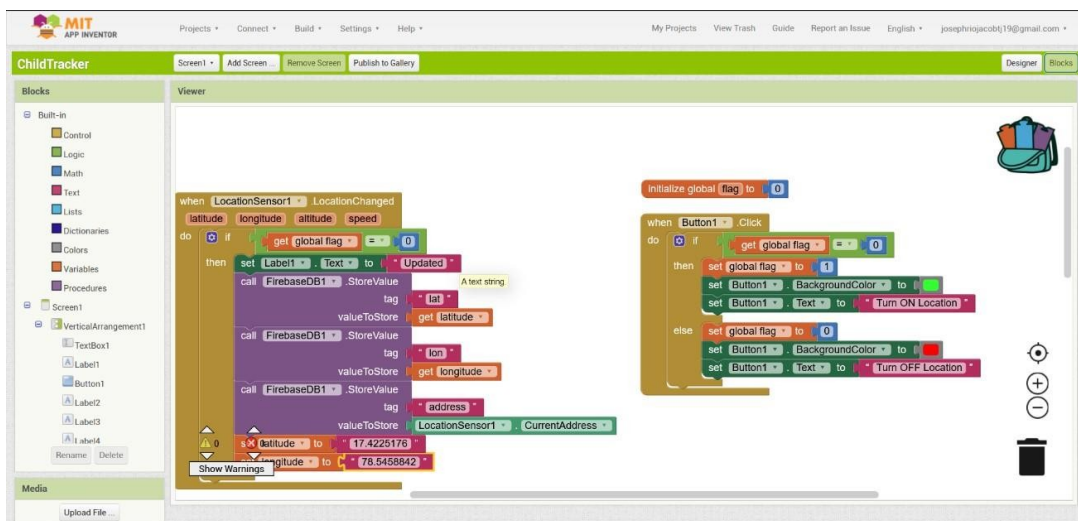 MIT
APP INVENTOR
Projects Connect Build Settings Help My Projects View Trash Guide Report an Issue English josephriojacobtj19@gmail.com
ChildTracker Screen1 Add Screen ... Remove Screen Publish to Gallery Designer Blocks
Blocks
Built-in
Control
Logic
Math
Text
Lists
Dictionaries
Colors
Variables
Procedures
Screen1
VerticalArrangement1
TextBox1
Label1
Button1
Label2
Label3
Label4
Rename Delete
Media
Upload File ...
Viewer
when LocationSensor1 .LocationChanged
latitude longitude altitude speed
do if get global flag = 0
then set Label1 . Text to " Updated "
A text string
call FirebaseDB1 .StoreValue
tag " lat "
valueToStore get latitude
call FirebaseDB1 .StoreValue
tag " lon "
valueToStore get longitude
call FirebaseDB1 .StoreValue
tag " address "
valueToStore LocationSensor1 . CurrentAddress
0 0 latitude to " 17.4225176 "
to " 78.5458842 "
Show Warnings
initialize global flag to 0
when Button1 .Click
do if get global flag = 0
then set global flag to 1
set Button1 . BackgroundColor to
set Button1 . Text to " Turn ON Location "
else set global flag to 0
set Button1 . BackgroundColor to
set Button1 . Text to " Turn OFF Location "